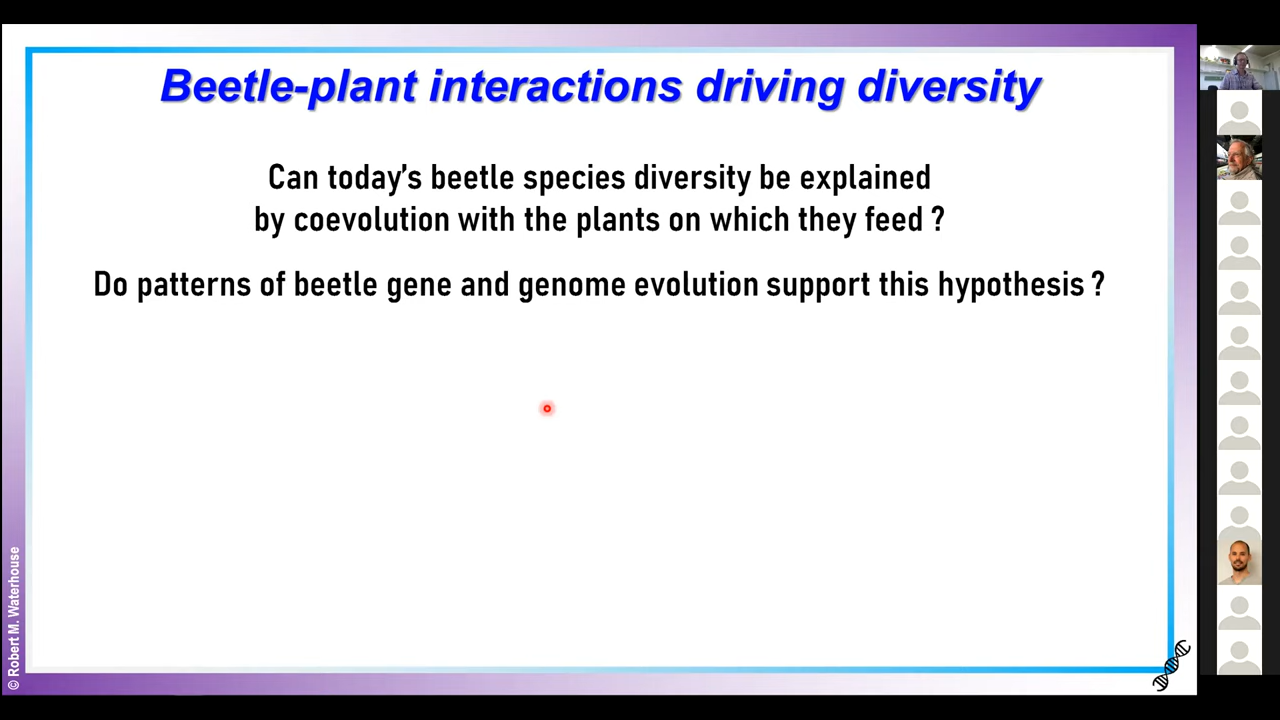 Beetle-plant interactions driving diversity
Can today's beetle species diversity be explained
by coevolution with the plants on which they feed ?
Do patterns of beetle gene and genome evolution support this hypothesis ?
© Robert M. Waterhouse